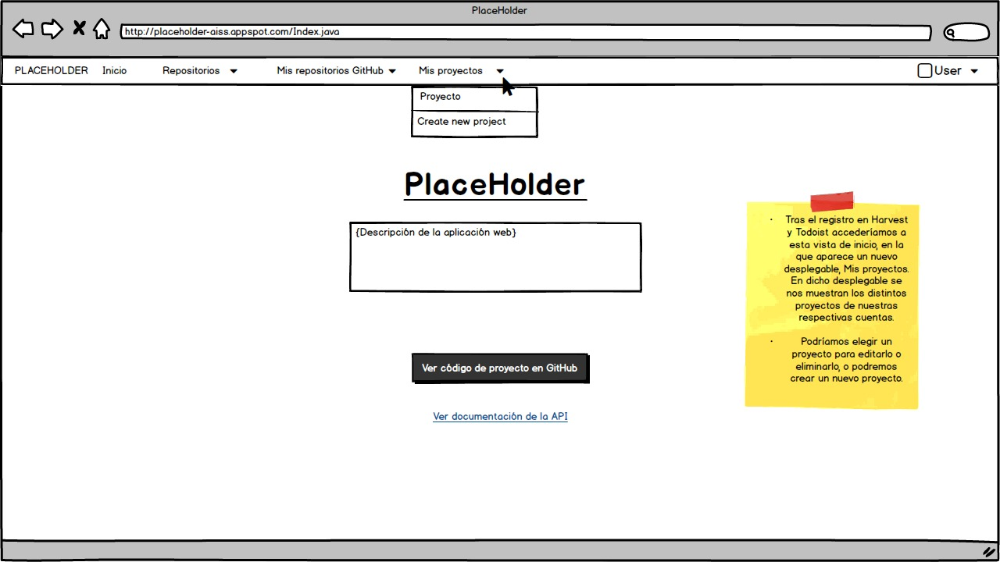 PlaceHolder
http://placeholder-aiss.appspot.com/Index.java
PLACEHOLDER Inicio Repositorios Mis repositorios GitHub Mis proyectos User
Proyecto
Create new project
PlaceHolder
{Descripción de la aplicación web}
Ver código de proyecto en GitHub
Ver documentación de la API
· Tras el registro en Harvest
y Todoist accederíamos a
esta vista de inicio, en la
que aparece un nuevo
desplegable, Mis proyectos.
En dicho desplegable se
nos muestran los distintos
proyectos de nuestras
respectivas cuentas.
· Podríamos elegir un
proyecto para editarlo o
eliminarlo, o podremos
crear un nuevo proyecto.